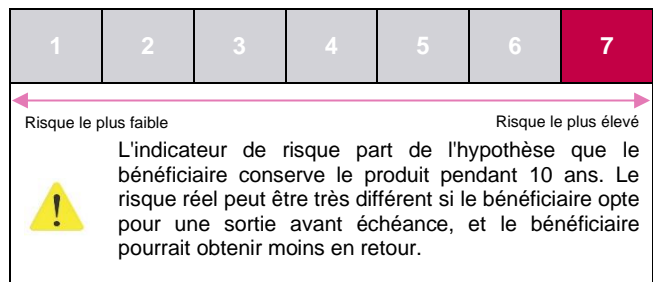 1 2 3 4 5 6 7
Risque le plus faible Risque le plus élevé
L'indicateur de risque part de l'hypothèse que le
bénéficiaire conserve le produit pendant 10 ans. Le
risque réel peut être très différent si le bénéficiaire opte
pour une sortie avant échéance, et le bénéficiaire
pourrait obtenir moins en retour.